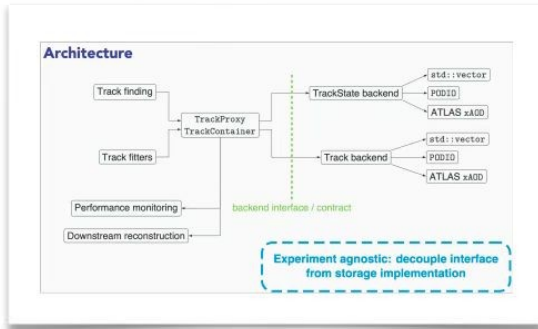 Architecture
Track finding
Track fitters
TrackProxy
TrackContainer
Performance monitoring
Downstream reconstruction
backend interface / contract
TrackState backend
std::vector
PODIO
ATLAS xAOD
Track backend
std::vector
PODIO
ATLAS xAOD
Experiment agnostic: decouple interface
from storage implementation